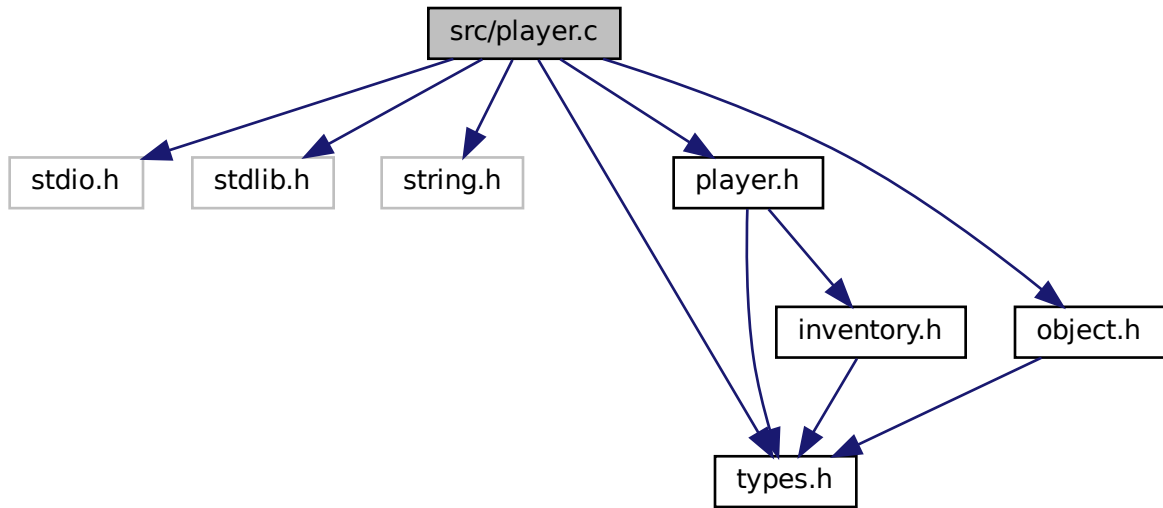 src/player.c
stdio.h
stdlib.h
string.h
player.h
inventory.h
object.h
types.h